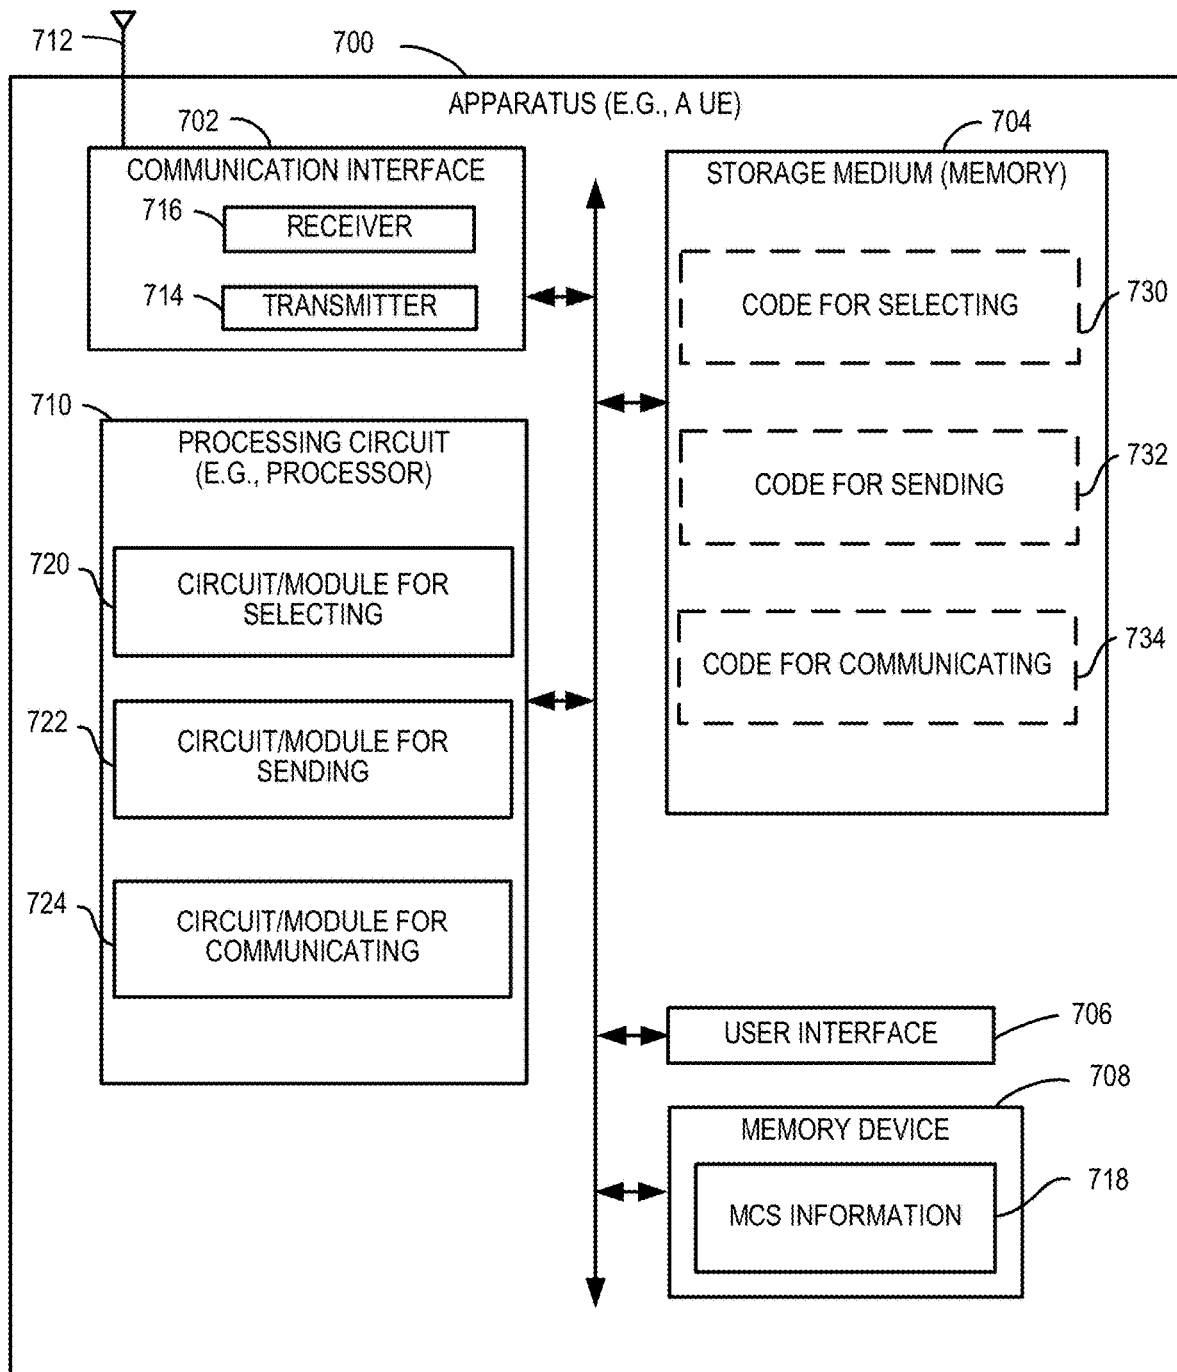 712
700
APPARATUS (E.G., A UE)
702
COMMUNICATION INTERFACE
716
RECEIVER
714
TRANSMITTER
704
STORAGE MEDIUM (MEMORY)
CODE FOR SELECTING
730
CODE FOR SENDING
732
CODE FOR COMMUNICATING
734
710
PROCESSING CIRCUIT
(E.G., PROCESSOR)
720
CIRCUIT/MODULE FOR
SELECTING
722
CIRCUIT/MODULE FOR
SENDING
724
CIRCUIT/MODULE FOR
COMMUNICATING
USER INTERFACE
706
708
MEMORY DEVICE
MCS INFORMATION
718